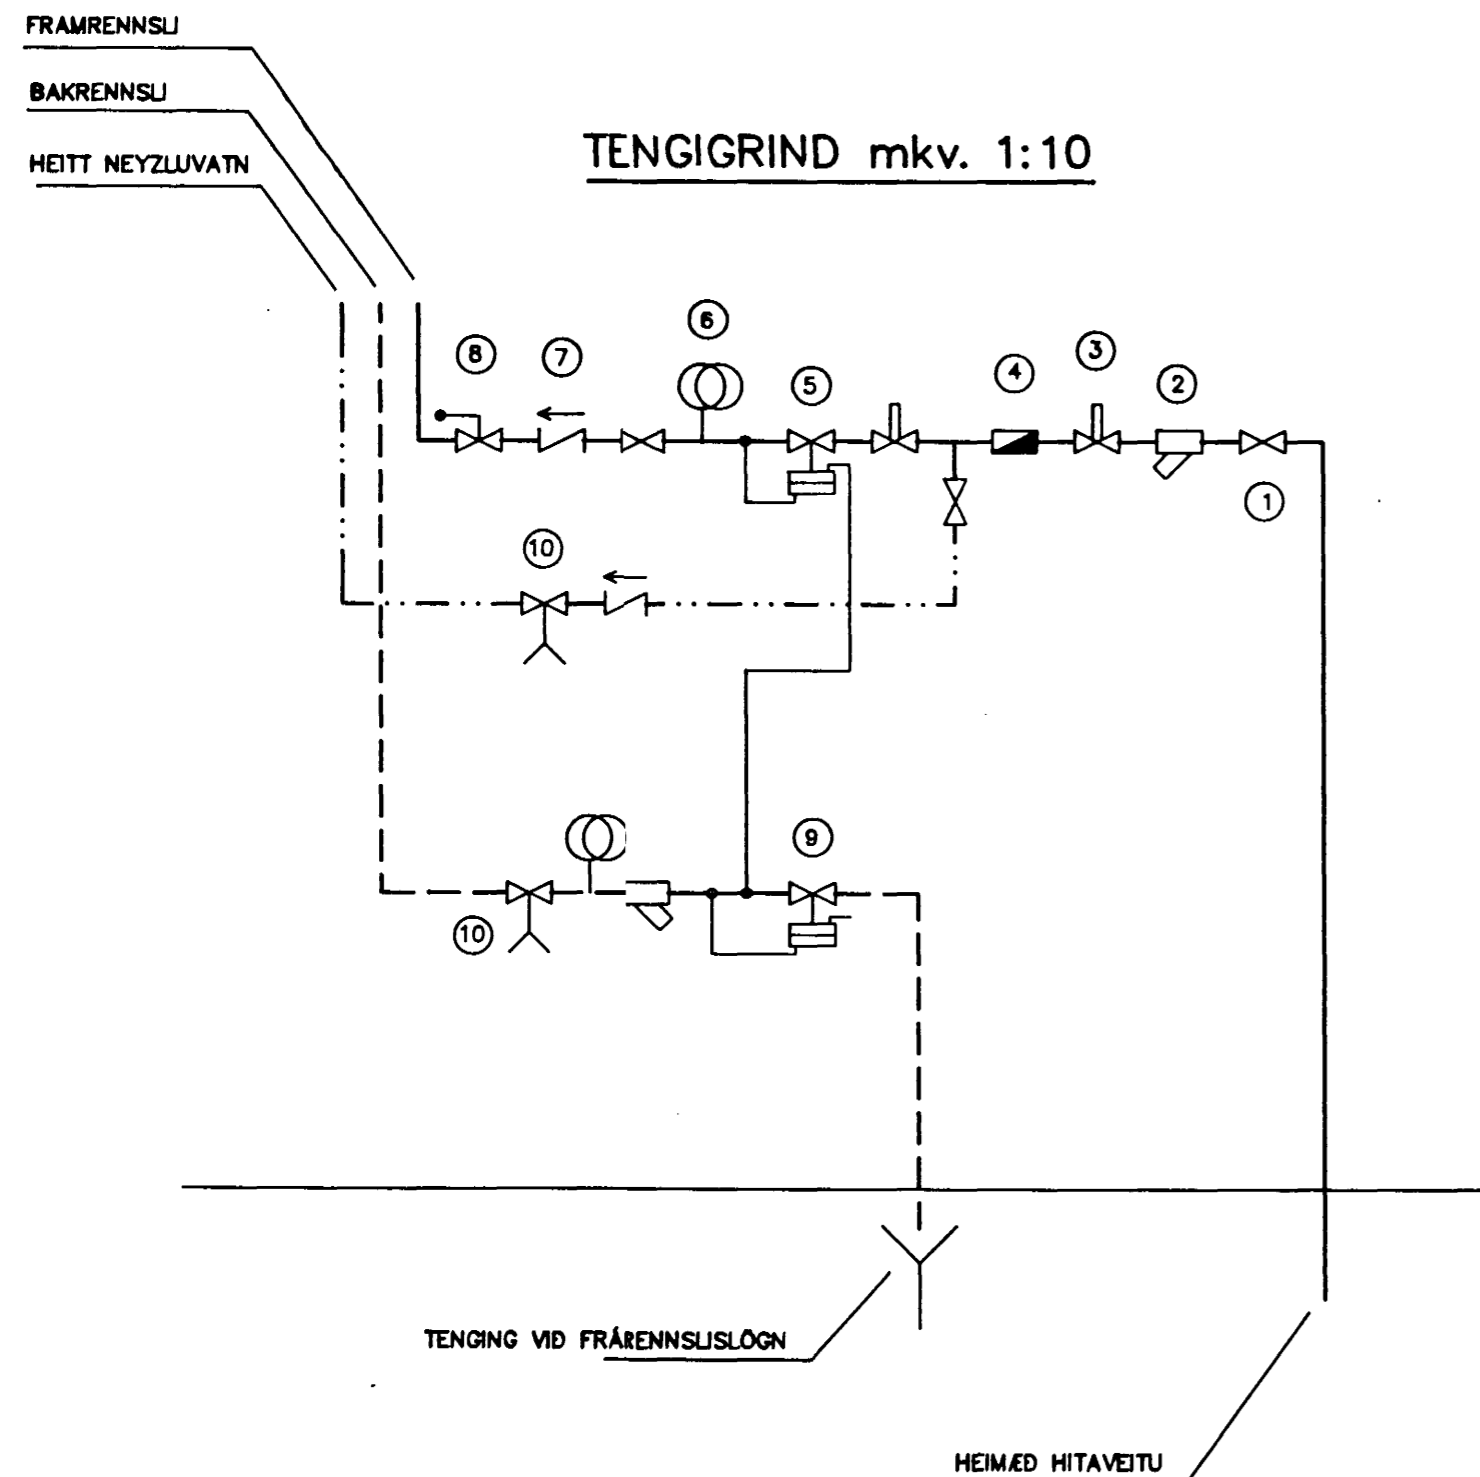 FRAMRENNSLI
BAKRENNSLI
HEITT NEYZLUVATN
TENGIGRIND mkv. 1:10
6
8
7
5
4
3
2
1
10
9
10
TENGING VIÐ FRÁRENNSLISLÖGN
HEIMÆÐ HITAVEITU